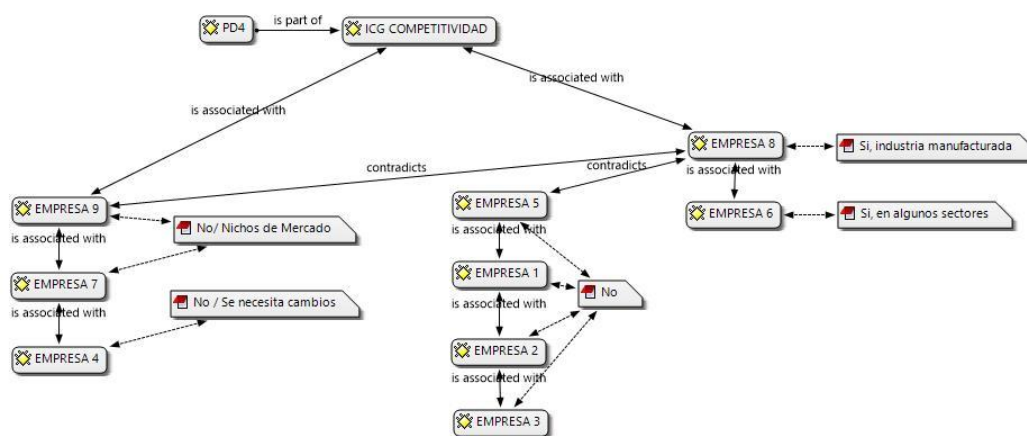 PD4
is part of
ICG COMPETITIVIDAD
is associated with
is associated with
EMPRESA 8
Si, industria manufacturada
contradicts
contradicts
is associated with
EMPRESA 9
EMPRESA 5
EMPRESA 6
Si, en algunos sectores
No/ Nichos de Mercado
is associated with
is associated with
EMPRESA 7
EMPRESA 1
No / Se necesita cambios
No
is associated with
is associated with
EMPRESA 4
EMPRESA 2
is associated with
EMPRESA 3